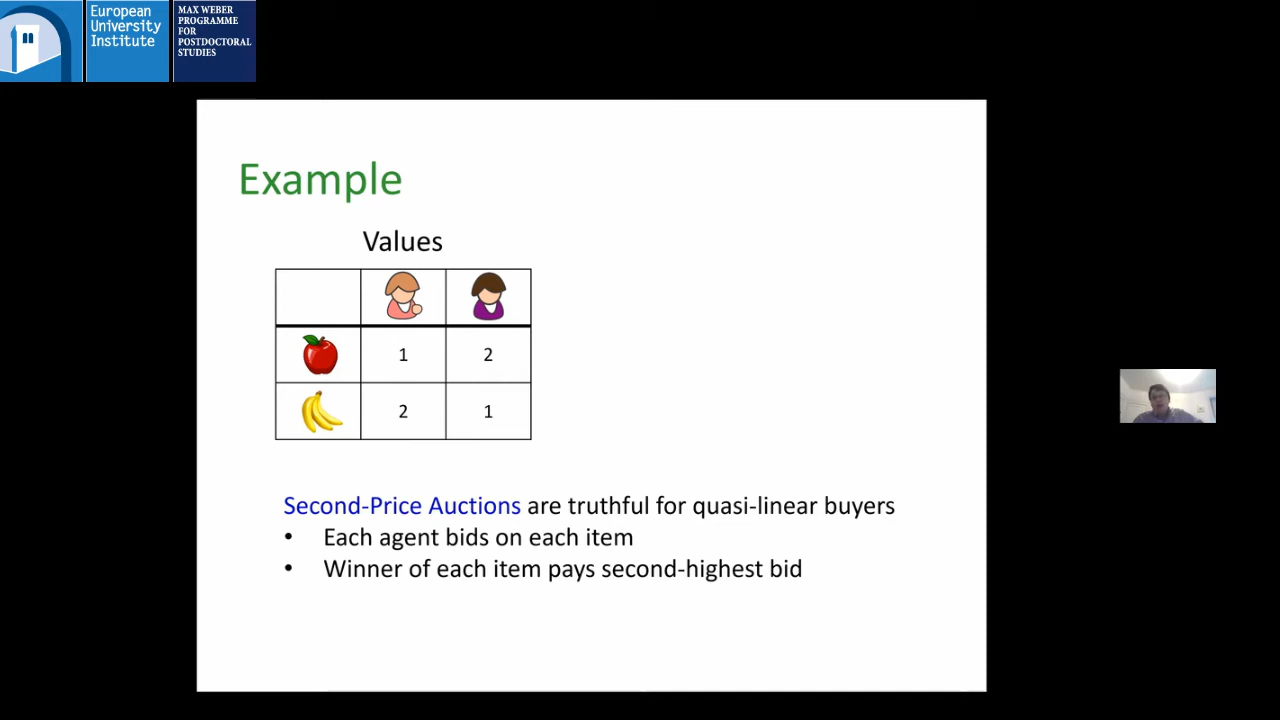 European
University
Institute
MAX WEBER
PROGRAMME
FOR
POSTDOCTORAL
STUDIES
Example
Values
1 2
2 1
Second-Price Auctions are truthful for quasi-linear buyers
• Each agent bids on each item
• Winner of each item pays second-highest bid